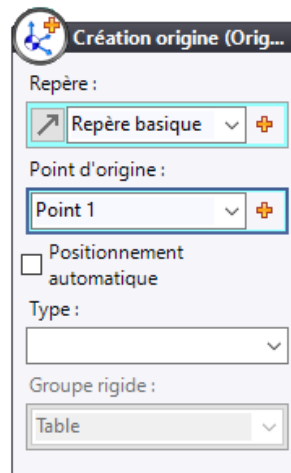 Création origine (Orig...
Repère :
Repère basique
Point d'origine :
Point 1
Positionnement
automatique
Type :
Groupe rigide :
Table